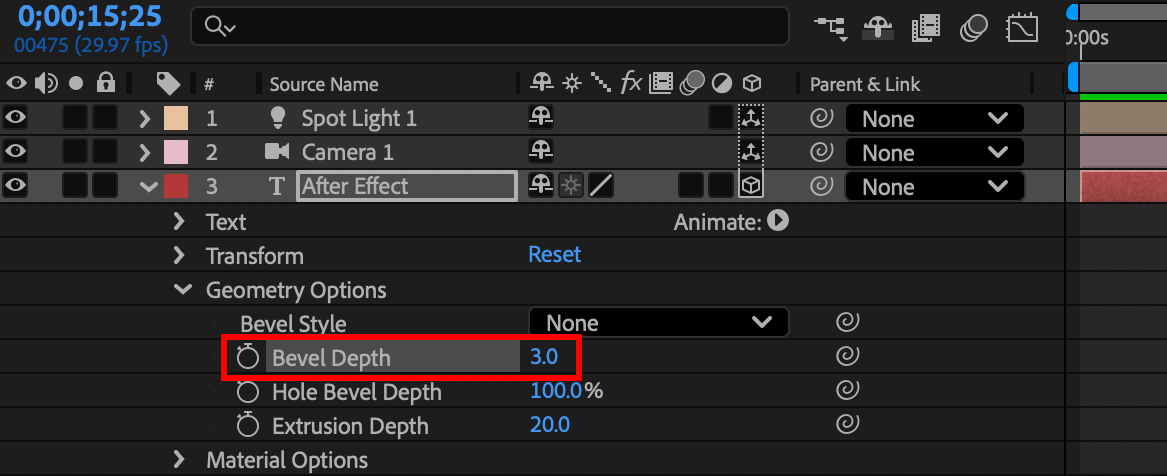 0;00;15;25
00475 (29.97 fps)
0:00s
# Source Name fx Parent & Link
1 Spot Light 1 None
2 Camera 1 None
3 T After Effect None
Text Animate:
Transform Reset
Geometry Options
Bevel Style None
Bevel Depth 3.0
Hole Bevel Depth 100.0%
Extrusion Depth 20.0
Material Options